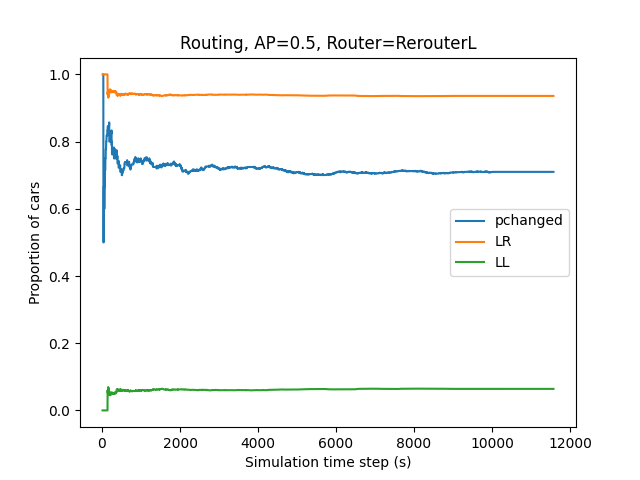 Routing, AP=0.5, Router=RerouterL
Proportion of cars
1.0
0.8
0.6
0.4
0.2
0.0
pchanged
LR
LL
0 2000 4000 6000 8000 10000 12000
Simulation time step (s)